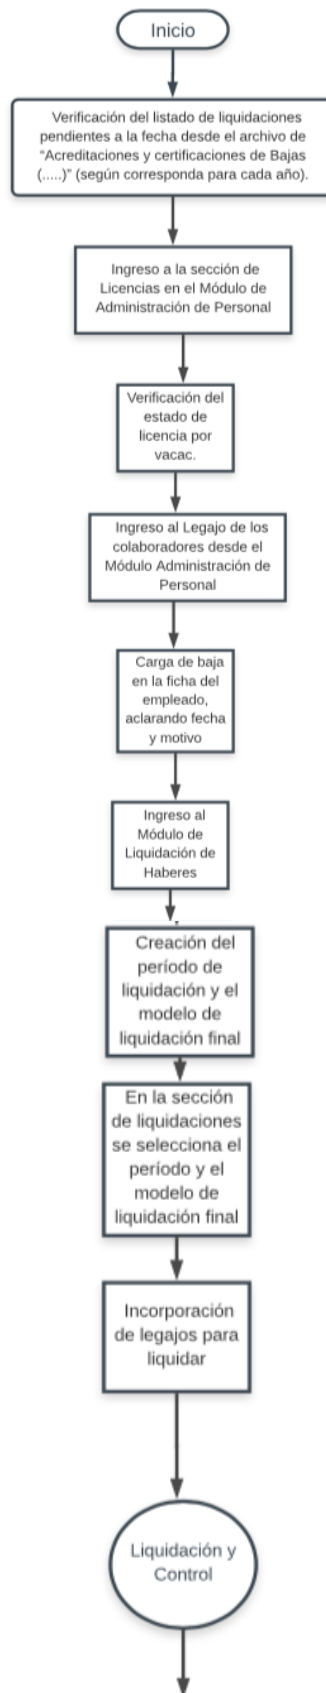 Inicio
Verificación del listado de liquidaciones
pendientes a la fecha desde el archivo de
“Acreditaciones y certificaciones de Bajas
(.....)” (según corresponda para cada año).
Ingreso a la sección de
Licencias en el Módulo de
Administración de Personal
Verificación del
estado de
licencia por
vacac.
Ingreso al Legajo de los
colaboradores desde el
Módulo Administración de
Personal
Carga de baja
en la ficha del
empleado,
aclarando fecha
y motivo
Ingreso al
Módulo de
Liquidación de
Haberes
Creación del
período de
liquidación y el
modelo de
liquidación final
En la sección
de liquidaciones
se selecciona el
período y el
modelo de
liquidación final
Incorporación
de legajos para
liquidar
Liquidación y
Control